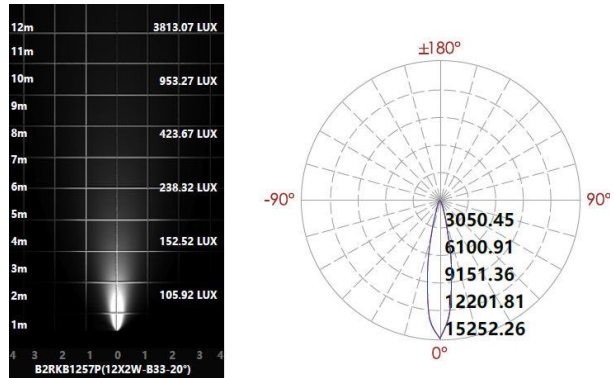 12m 3813.07 LUX
11m
10m 953.27 LUX
9m
8m 423.67 LUX
7m
6m 238.32 LUX
5m
4m 152.52 LUX
3m
2m 105.92 LUX
1m
4 3 2 1 0 1 2 3 4
B2RKB1257P(12X2W-B33-20°)
±180°
-90° 90°
3050.45
6100.91
9151.36
12201.81
15252.26
0°